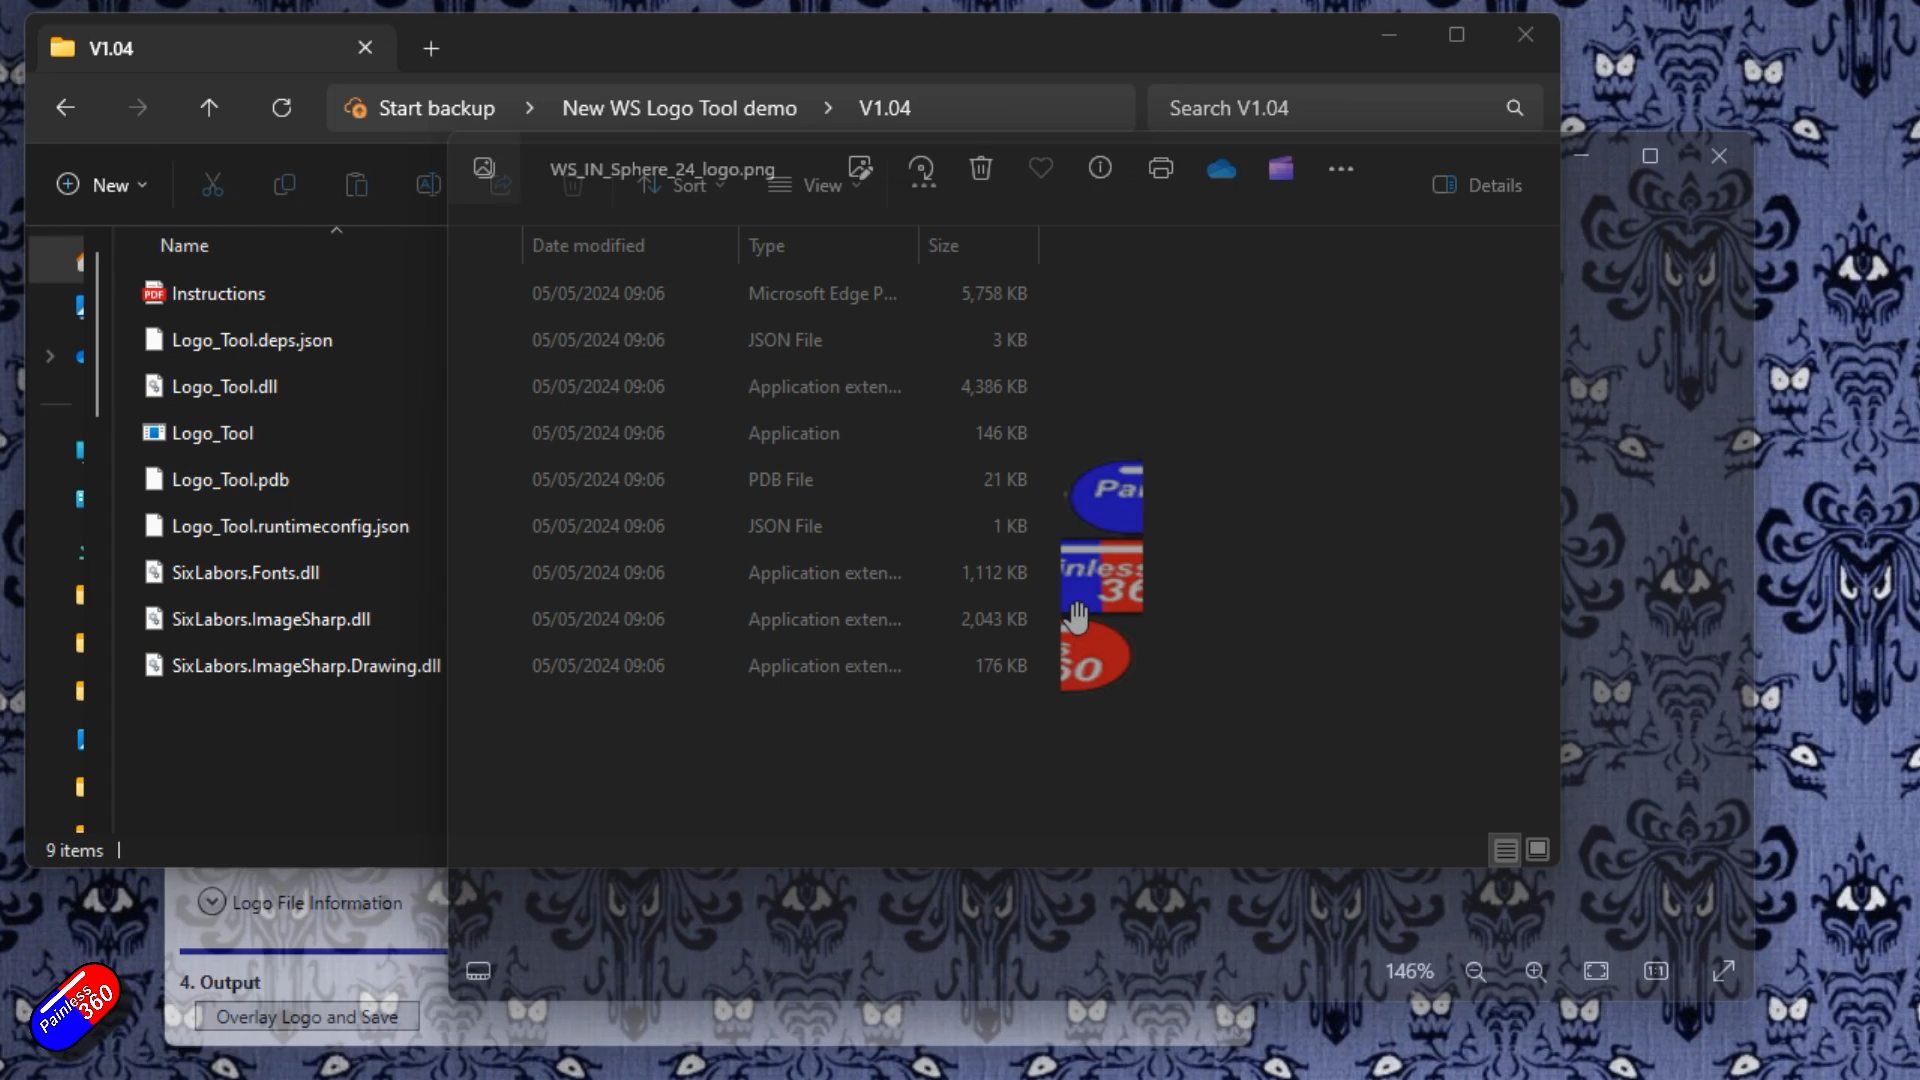 V1.04
Start backup > New WS Logo Tool demo > V1.04
Search V1.04
New
WS_IN_Sphere_24_logo.png
Sort
View
Details
Name Date modified Type Size
Instructions 05/05/2024 09:06 Microsoft Edge P... 5,758 KB
Logo_Tool.deps.json 05/05/2024 09:06 JSON File 3 KB
Logo_Tool.dll 05/05/2024 09:06 Application exten... 4,386 KB
Logo_Tool 05/05/2024 09:06 Application 146 KB
Logo_Tool.pdb 05/05/2024 09:06 PDB File 21 KB
Logo_Tool.runtimeconfig.json 05/05/2024 09:06 JSON File 1 KB
SixLabors.Fonts.dll 05/05/2024 09:06 Application exten... 1,112 KB
SixLabors.ImageSharp.dll 05/05/2024 09:06 Application exten... 2,043 KB
SixLabors.ImageSharp.Drawing.dll 05/05/2024 09:06 Application exten... 176 KB
PDF
Pai
inless
36
60
9 items
Logo File Information
4. Output
Overlay Logo and Save
146%
1:1
Painless
360